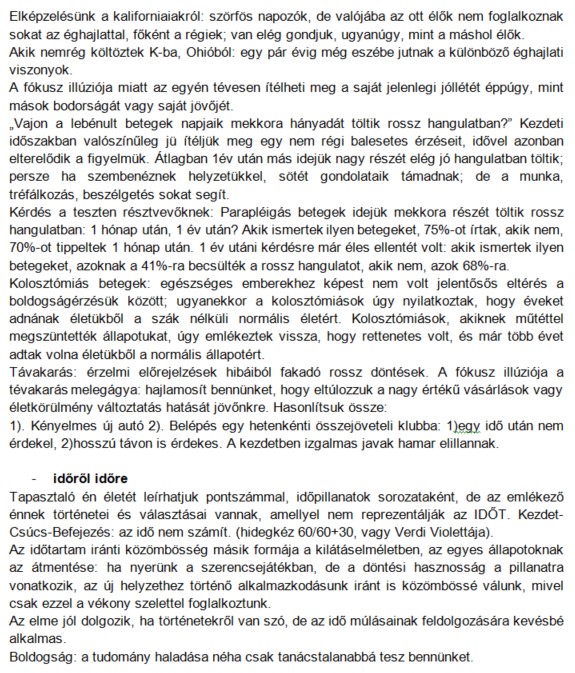 Elképzelésünk a kaliforniaiakról: szörfös napozók, de valójába az ott élők nem foglalkoznak
sokat az éghajlattal, főként a régiek; van elég gondjuk, ugyanúgy, mint a máshol élők.
Akik nemrég költöztek K-ba, Ohióból: egy pár évig még eszébe jutnak a különböző éghajlati
viszonyok.
A fókusz illúziója miatt az egyén tévesen ítélheti meg a saját jelenlegi jóllétét éppúgy, mint
mások bodorságát vagy saját jövőjét.
„Vajon a lebénult betegek napjaik mekkora hányadát töltik rossz hangulatban?” Kezdeti
időszakban valószínűleg jü ítéljük meg egy nem régi balesetes érzéseit, idővel azonban
elterelődik a figyelmük. Átlagban 1év után más idejük nagy részét elég jó hangulatban töltik;
persze ha szembenéznek helyzetükkel, sötét gondolataik támadnak; de a munka,
tréfálkozás, beszélgetés sokat segít.
Kérdés a teszten résztvevőknek: Parapléigás betegek idejük mekkora részét töltik rossz
hangulatban: 1 hónap után, 1 év után? Akik ismertek ilyen betegeket, 75%-ot írtak, akik nem,
70%-ot tippeltek 1 hónap után. 1 év utáni kérdésre már éles ellentét volt: akik ismertek ilyen
betegeket, azoknak a 41%-ra becsülték a rossz hangulatot, akik nem, azok 68%-ra.
Kolosztómiás betegek: egészséges emberekhez képest nem volt jelentősős eltérés a
boldogságérzésük között; ugyanekkor a kolosztómiások úgy nyilatkoztak, hogy éveket
adnának életükből a szák nélküli normális életért. Kolosztómiások, akiknek műtéttel
megszüntették állapotukat, úgy emlékeztek vissza, hogy rettenetes volt, és már több évet
adtak volna életükből a normális állapotért.
Távakarás: érzelmi előrejelzések hibáiból fakadó rossz döntések. A fókusz illúziója a
tévakarás melegágya: hajlamosít bennünket, hogy eltúlozzuk a nagy értékű vásárlások vagy
életkörülmény változtatás hatását jövőnkre. Hasonlítsuk össze:
1). Kényelmes új autó 2). Belépés egy hetenkénti összejöveteli klubba: 1)egy idő után nem
érdekel, 2)hosszú távon is érdekes. A kezdetben izgalmas javak hamar elillannak.
- időről időre
Tapasztaló én életét leírhatjuk pontszámmal, időpillanatok sorozataként, de az emlékező
énnek történetei és választásai vannak, amellyel nem reprezentálják az IDŐT. Kezdet-
Csúcs-Befejezés: az idő nem számít. (hidegkéz 60/60+30, vagy Verdi Violettája).
Az időtartam iránti közömbösség másik formája a kilátáselméletben, az egyes állapotoknak
az átmentése: ha nyerünk a szerencsejátékban, de a döntési hasznosság a pillanatra
vonatkozik, az új helyzethez történő alkalmazkodásunk iránt is közömbössé válunk, mivel
csak ezzel a vékony szelettel foglalkoztunk.
Az elme jól dolgozik, ha történetekről van szó, de az idő múlásainak feldolgozására kevésbé
alkalmas.
Boldogság: a tudomány haladása néha csak tanácstalanabbá tesz bennünket.